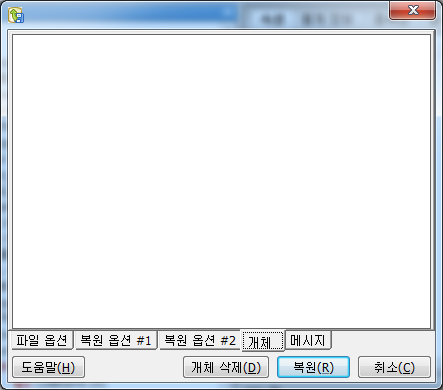 파일 옵션 복원 옵션 #1 복원 옵션 #2 개체 메시지
도움말(H) 개체 삭제(D) 복원(R) 취소(C)